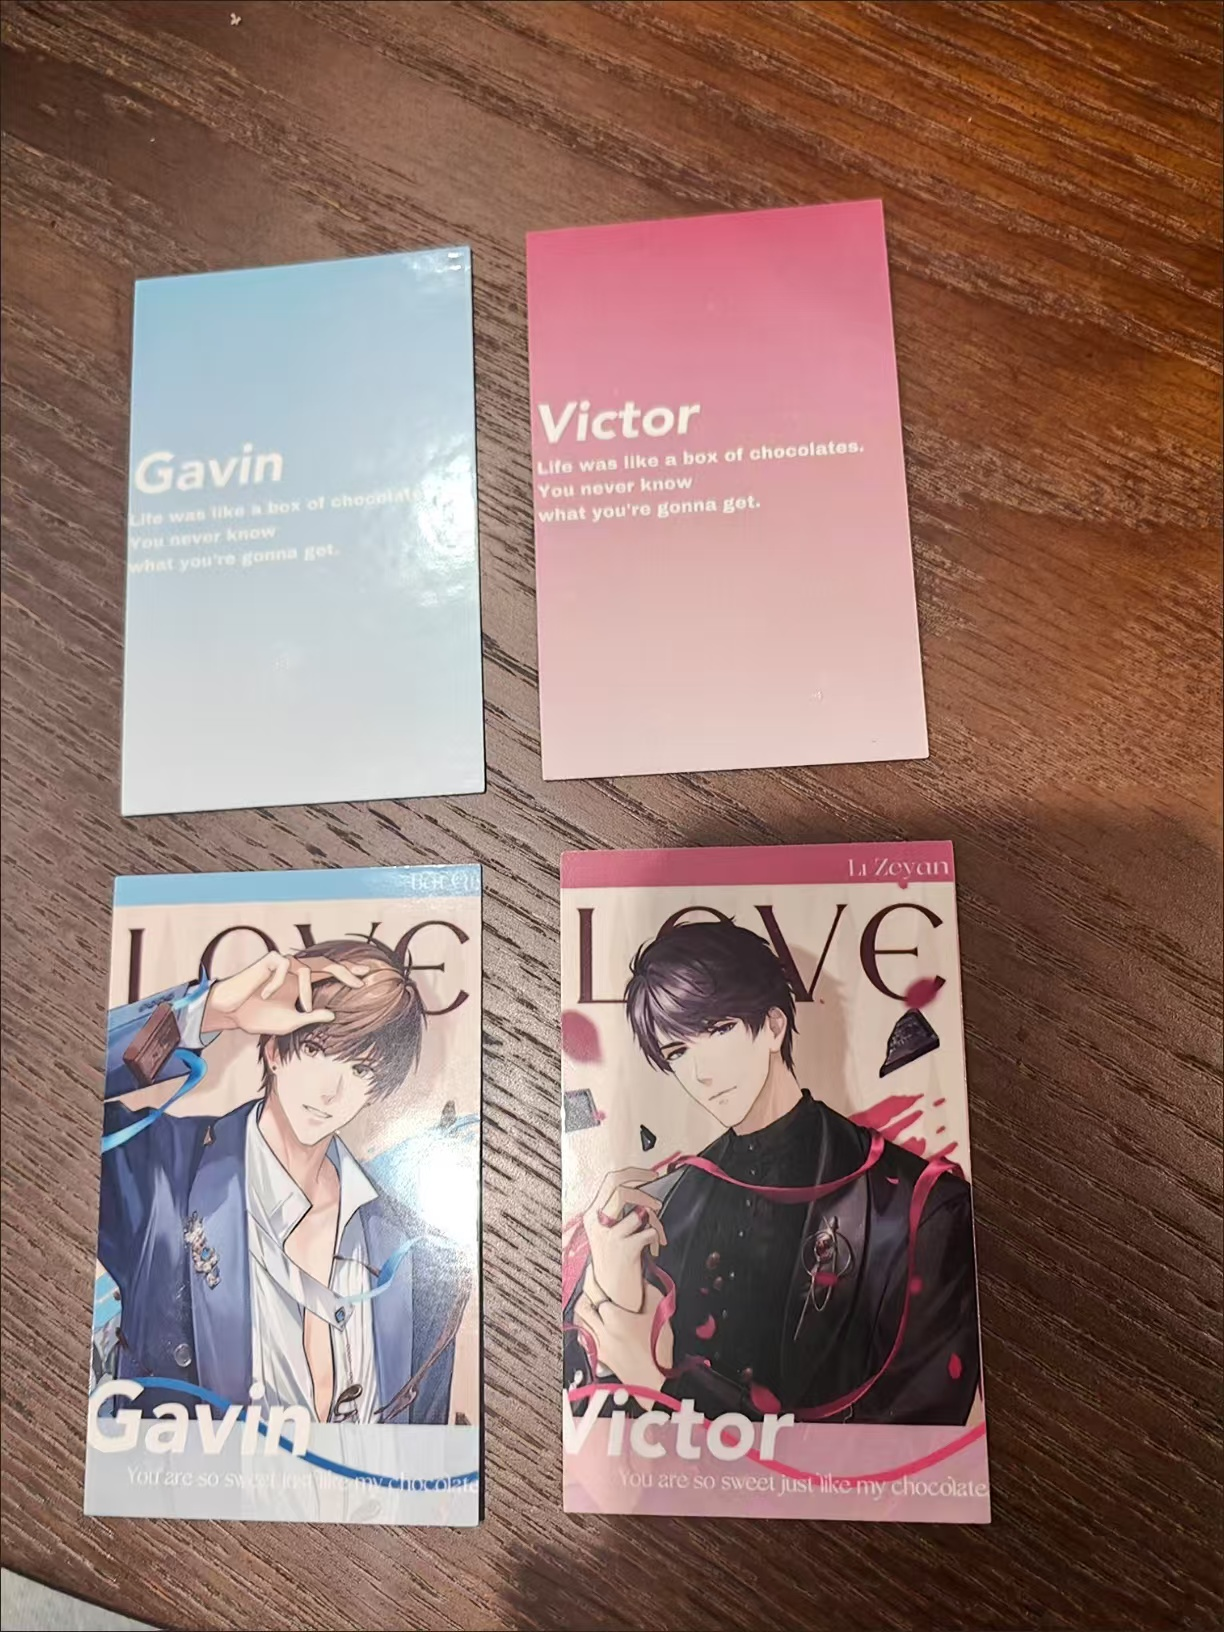 Gavin
Life was like a box of chocolate
You never know
what you're gonna get.
Victor
Life was like a box of chocolates.
You never know
what you're gonna get.
LOVE
Gavin
You are so sweet just like my chocolate
Li Zeyan
LOVE
Victor
You are so sweet just like my chocolate